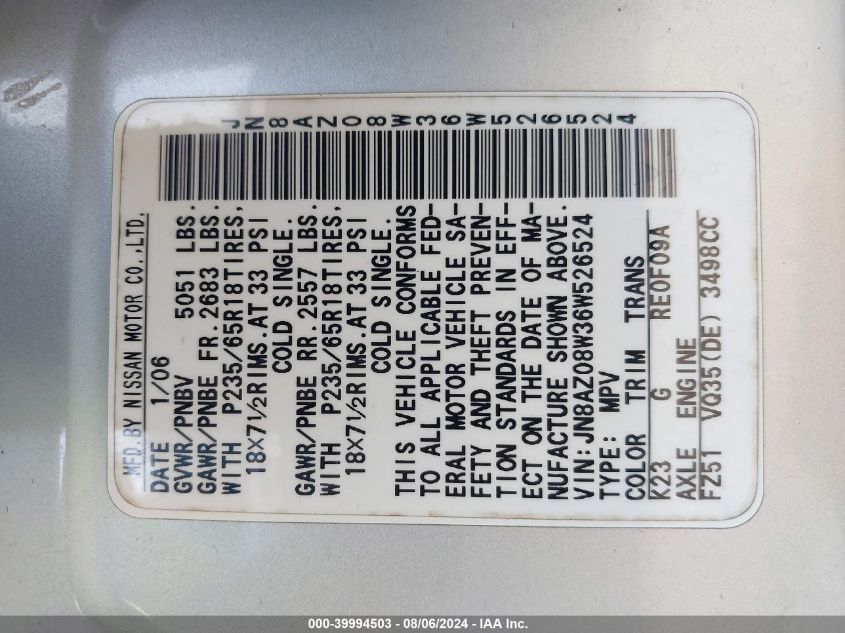 JN8AZ08W36W526524
MFD.BY NISSAN MOTOR CO.,LTD.
DATE 1/06
GVWR/PNBV 5051 LBS.
GAWR/PNBE FR.2683 LBS.
WITH P235/65R18TIRES,
18X7½RIMS.AT 33 PSI
COLD SINGLE.
GAWR/PNBE RR.2557 LBS.
WITH P235/65R18TIRES,
18X7½RIMS.AT 33 PSI
COLD SINGLE.
THIS VEHICLE CONFORMS
TO ALL APPLICABLE FED-
ERAL MOTOR VEHICLE SA-
FETY AND THEFT PREVEN-
TION STANDARDS IN EFF-
ECT ON THE DATE OF MA-
NUFACTURE SHOWN ABOVE.
VIN:JN8AZ08W36W526524
TYPE: MPV
COLOR TRIM TRANS
K23 G RE0F09A
AXLE ENGINE
FZ51 VQ35(DE) 3498CC
000-39994503 - 08/06/2024 - IAA Inc.